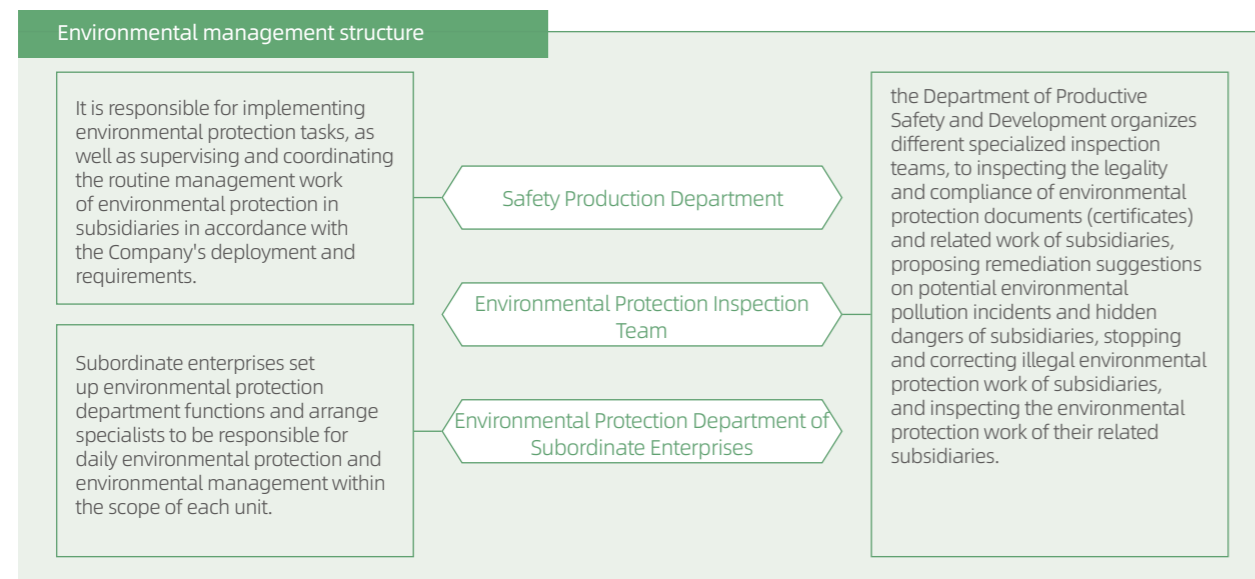 Environmental management structure
It is responsible for implementing
environmental protection tasks, as
well as supervising and coordinating
the routine management work
of environmental protection in
subsidiaries in accordance with
the Company's deployment and
requirements.
Subordinate enterprises set
up environmental protection
department functions and arrange
specialists to be responsible for
daily environmental protection and
environmental management within
the scope of each unit.
Safety Production Department
Environmental Protection Inspection
Team
Environmental Protection Department of
Subordinate Enterprises
the Department of Productive
Safety and Development organizes
different specialized inspection
teams, to inspecting the legality
and compliance of environmental
protection documents (certificates)
and related work of subsidiaries,
proposing remediation suggestions
on potential environmental
pollution incidents and hidden
dangers of subsidiaries, stopping
and correcting illegal environmental
protection work of subsidiaries,
and inspecting the environmental
protection work of their related
subsidiaries.